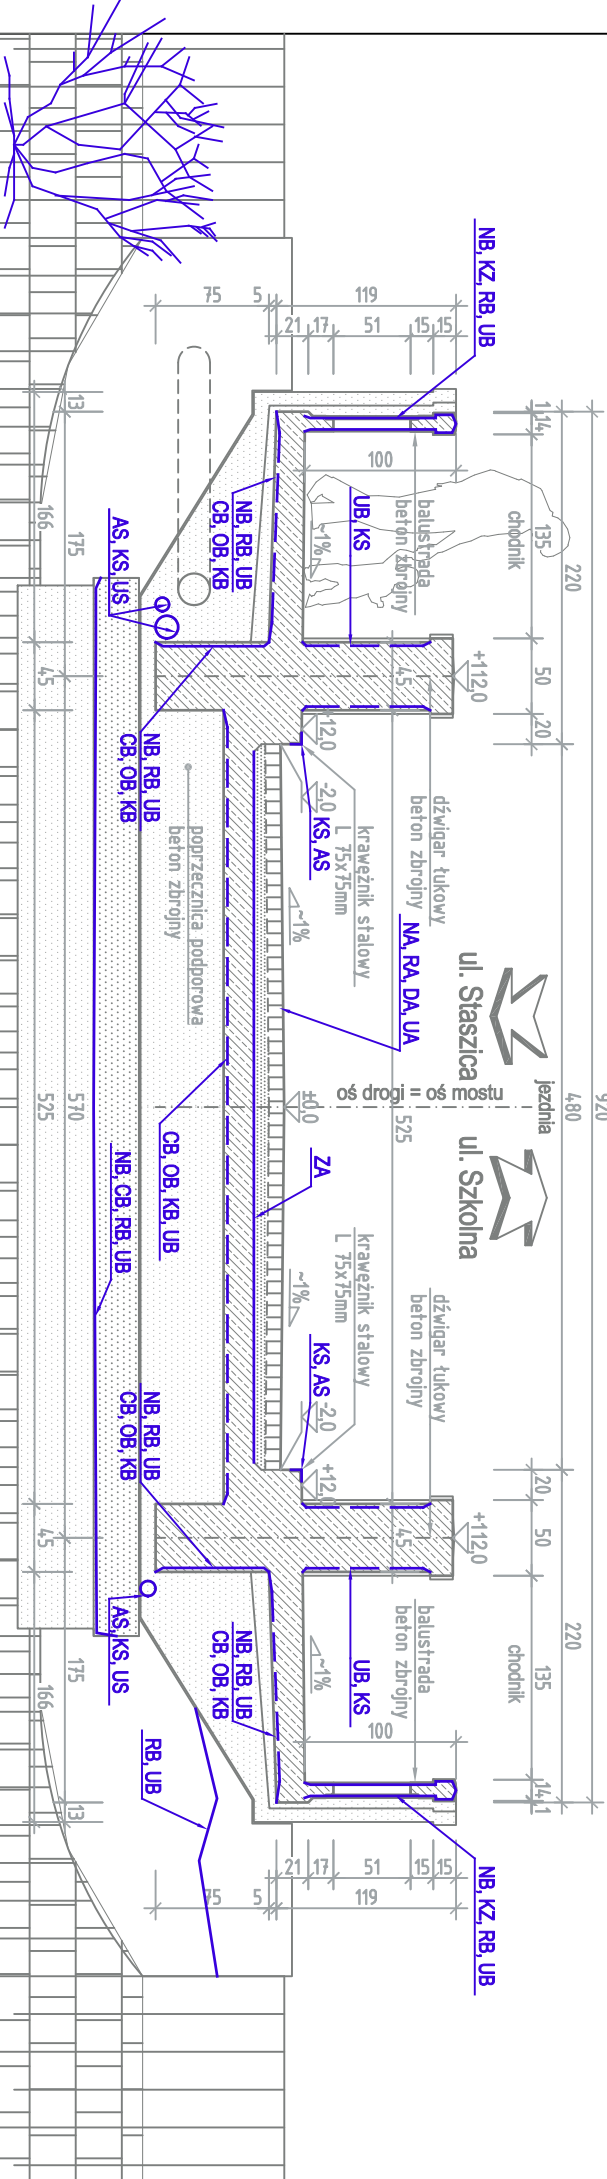 920
220
480
220
1
14
135
50
20
20
50
135
14
1
chodnik
jezdnia
chodnik
ul. Staszica
ul. Szkolna
oś drogi = oś mostu
NB, KZ, RB, UB
NB, KZ, RB, UB
75
5
119
21
17
51
15
15
100
balustrada
beton zbrojny
UB, KS
~1%
NB, RB, UB
CB, OB, KB
AS, KS, US
NB, RB, UB
CB, OB, KB
+112.0
45
+12.0
-2.0
KS, AS
krawężnik stalowy
L 75x75mm
dźwigar łukowy
beton zbrojny
~1%
NA, RA, DA, UA
poprzecznica podporowa
beton zbrojny
±0.0
525
ZA
CB, OB, KB, UB
NB, CB, RB, UB
krawężnik stalowy
L 75x75mm
~1%
dźwigar łukowy
beton zbrojny
KS, AS
-2.0
+12.0
+112.0
45
NB, RB, UB
CB, OB, KB
AS, KS, US
NB, RB, UB
CB, OB, KB
UB, KS
~1%
balustrada
beton zbrojny
100
RB, UB
75
5
119
21
17
51
15
15
13
175
570
175
13
166
45
525
45
166